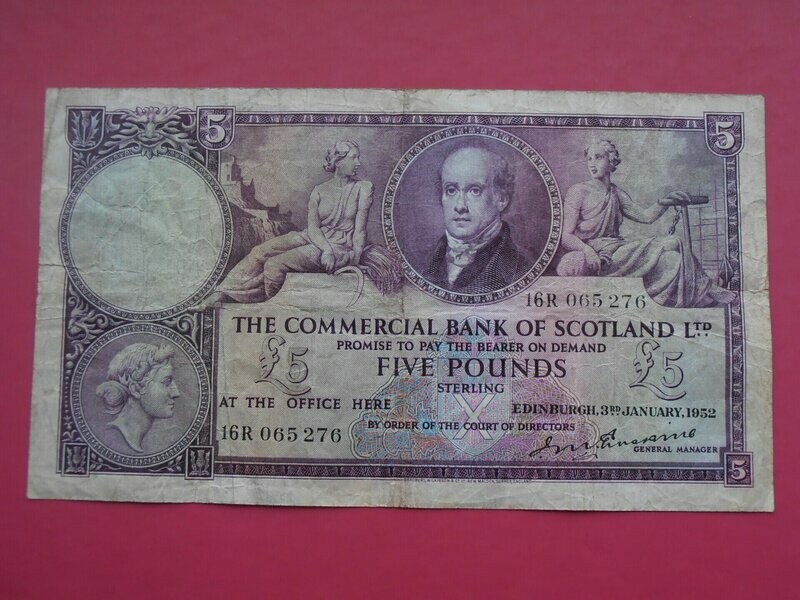 5 5
16R 065276
THE COMMERCIAL BANK OF SCOTLAND LTD.
PROMISE TO PAY THE BEARER ON DEMAND
£5 FIVE POUNDS £5
STERLING
AT THE OFFICE HERE EDINBURGH, 3RD JANUARY, 1952
BY ORDER OF THE COURT OF DIRECTORS
16R 065276
GENERAL MANAGER
5